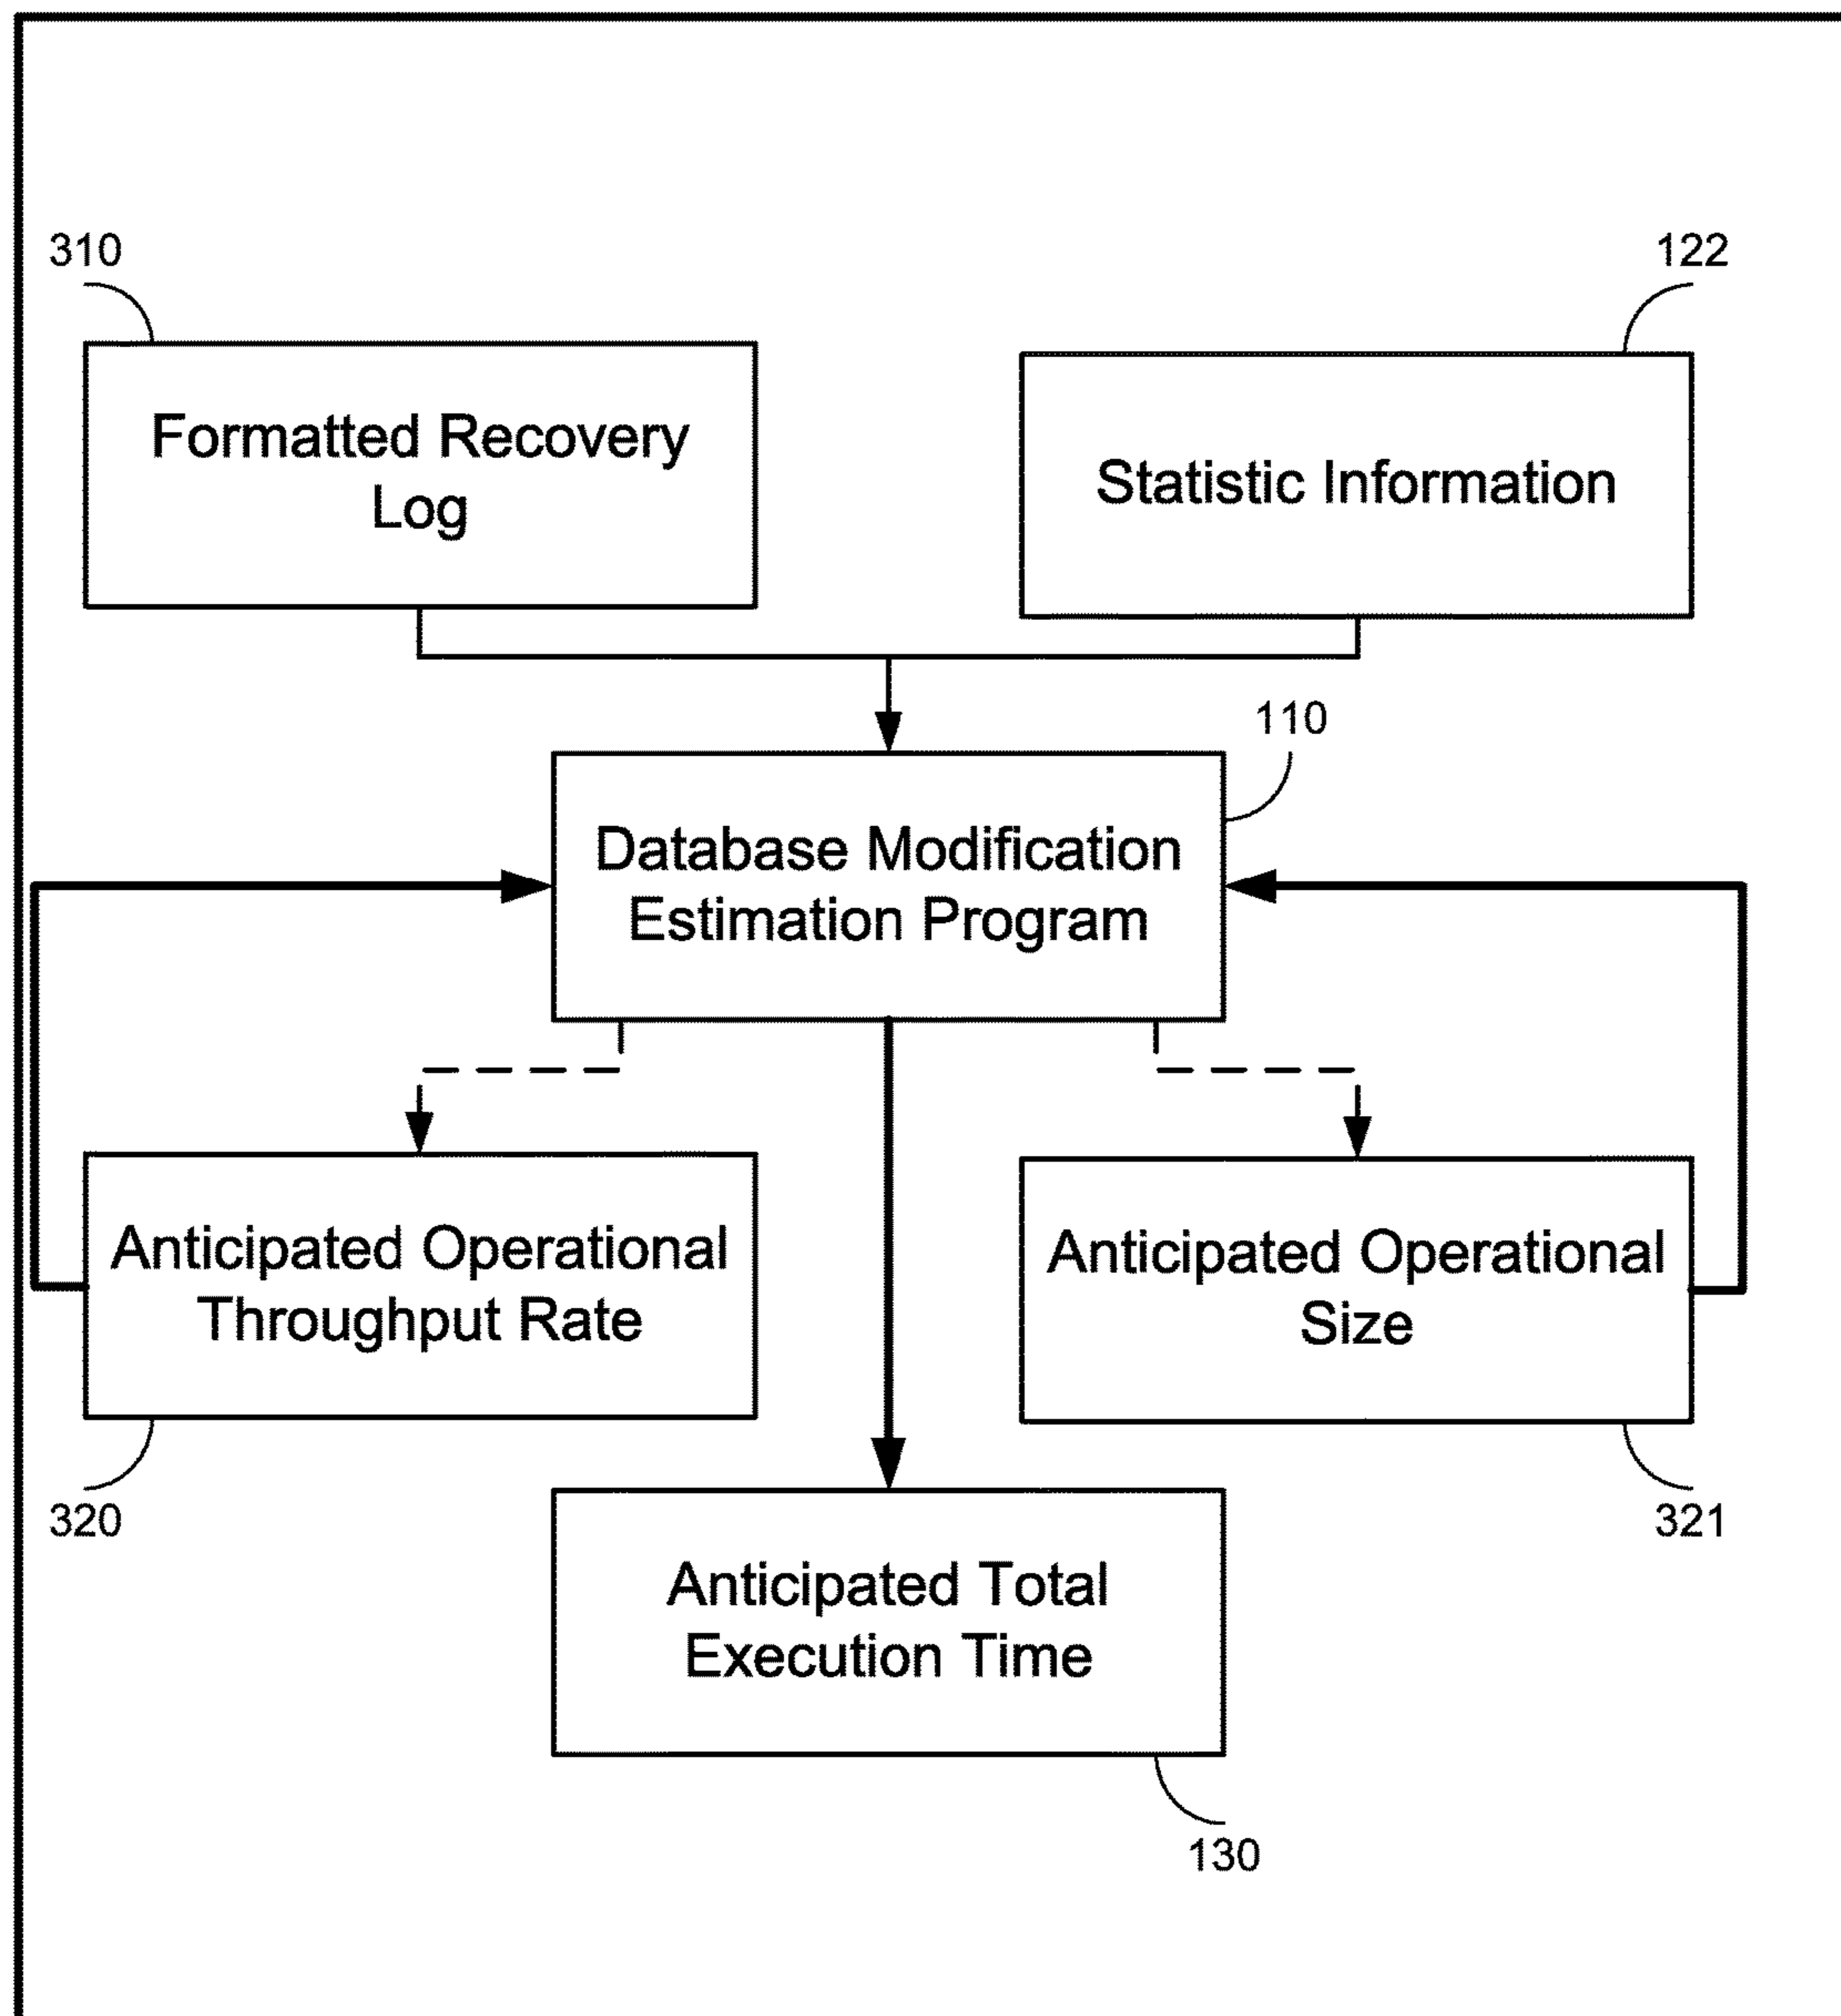 310
122
Formatted Recovery
Log
Statistic Information
110
Database Modification
Estimation Program
Anticipated Operational
Throughput Rate
Anticipated Operational
Size
320
321
Anticipated Total
Execution Time
130